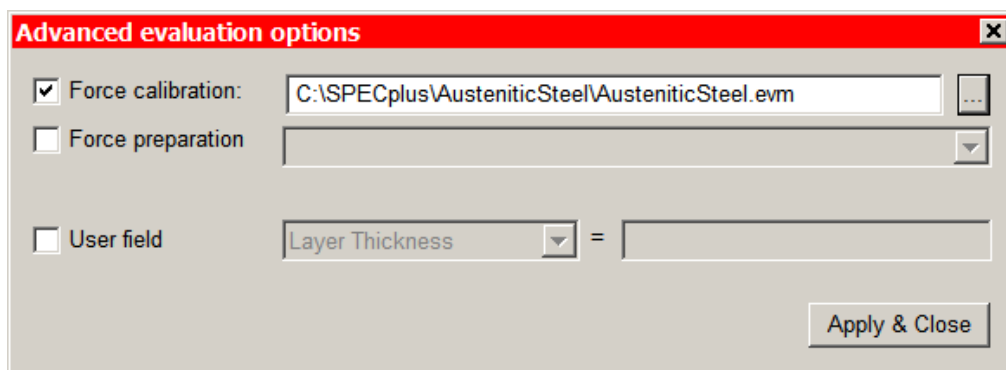 Advanced evaluation options
Force calibration: C:\SPECplus\AusteniticSteel\AusteniticSteel.evm ...
Force preparation
User field Layer Thickness =
Apply & Close